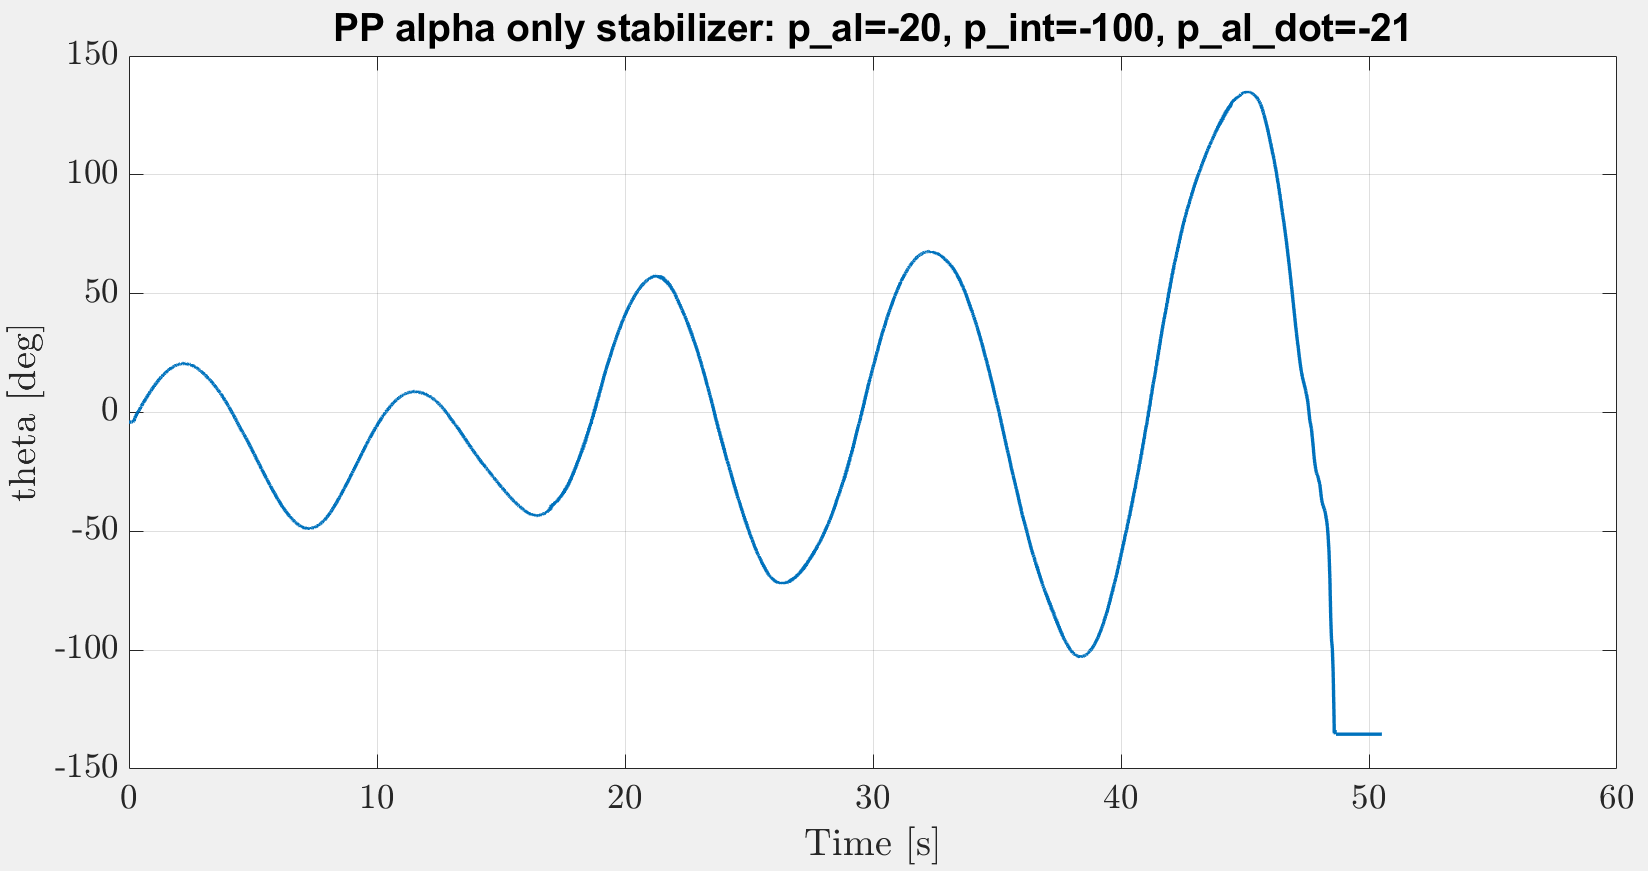 PP alpha only stabilizer: p_al=-20, p_int=-100, p_al_dot=-21
150
100
50
0
-50
-100
-150
theta [deg]
0 10 20 30 40 50 60
Time [s]